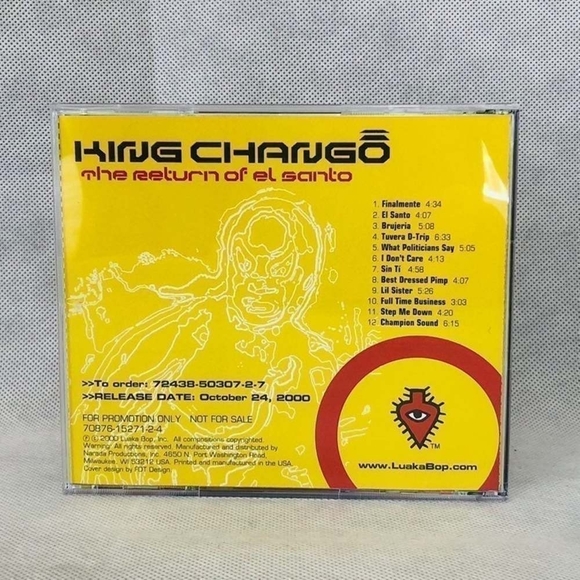 KING CHANGŌ
The Return of el santo
1. Finalmente 4:34
2. El Santo 4:07
3. Brujeria 5:08
4. Tuvera D-Trip 6:33
5. What Politicians Say 5:05
6. I Don't Care 4:13
7. Sin Ti 4:58
8. Best Dressed Pimp 4:07
9. Lil Sister 5:26
10. Full Time Business 3:03
11. Step Me Down 4:20
12 Champion Sound 6:15
>>To order: 72438-50307-2-7
>>RELEASE DATE: October 24, 2000
FOR PROMOTION ONLY NOT FOR SALE
70876-15271-2-4
℗ © 2000 Luaka Bop, Inc. All compositions copyrighted.
Warning! All rights reserved. Manufactured and distributed by
Narada Productions, Inc. 4650 N. Port Washington Road,
Milwaukee, WI 53212 USA. Printed and manufactured in the USA.
Cover design by FDT Design.
TM
www.LuakaBop.com